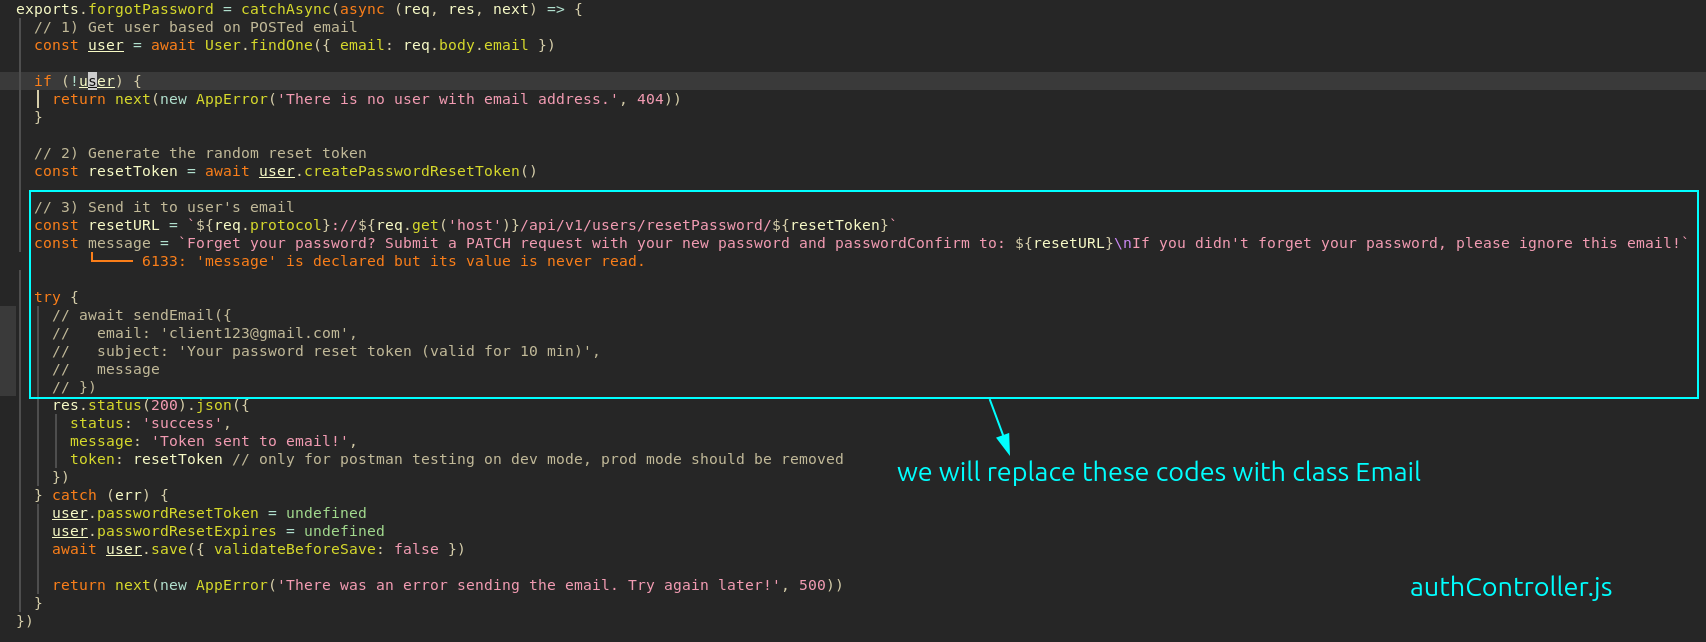 exports.forgotPassword = catchAsync(async (req, res, next) => {
// 1) Get user based on POSTed email
const user = await User.findOne({ email: req.body.email })
if (!user) {
return next(new AppError('There is no user with email address.', 404))
}
// 2) Generate the random reset token
const resetToken = await user.createPasswordResetToken()
// 3) Send it to user's email
const resetURL = `${req.protocol}://${req.get('host')}/api/v1/users/resetPassword/${resetToken}`
const message = `Forget your password? Submit a PATCH request with your new password and passwordConfirm to: ${resetURL}\nIf you didn't forget your password, please ignore this email!`
6133: 'message' is declared but its value is never read.
try {
// await sendEmail({
//   email: 'client123@gmail.com',
//   subject: 'Your password reset token (valid for 10 min)',
//   message
// })
res.status(200).json({
status: 'success',
message: 'Token sent to email!',
token: resetToken // only for postman testing on dev mode, prod mode should be removed
})
we will replace these codes with class Email
} catch (err) {
user.passwordResetToken = undefined
user.passwordResetExpires = undefined
await user.save({ validateBeforeSave: false })
return next(new AppError('There was an error sending the email. Try again later!', 500))
}
})
authController.js